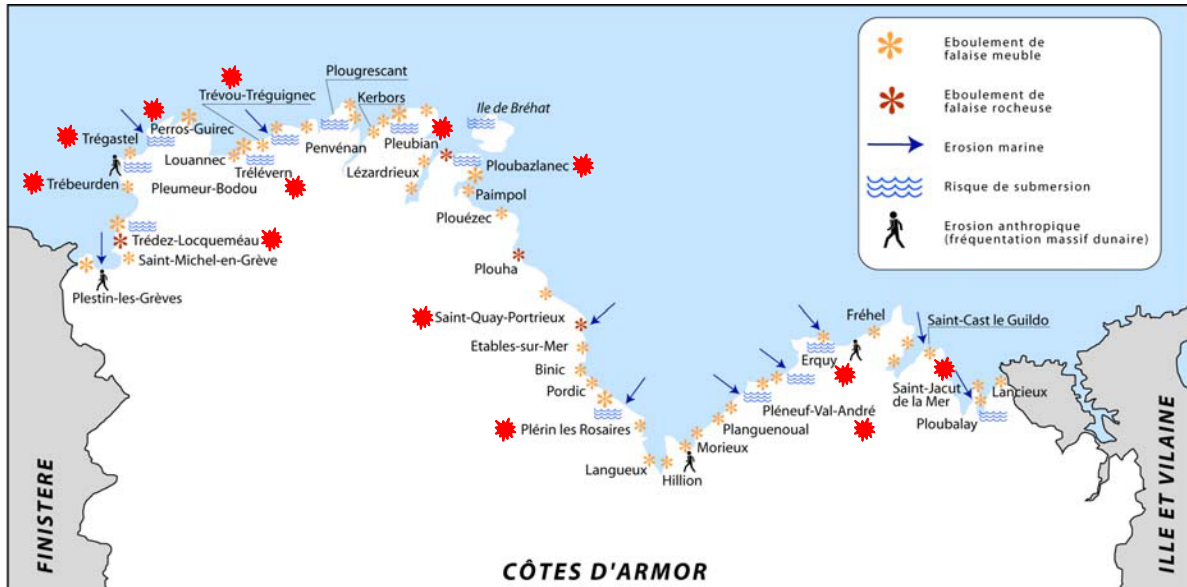 Eboulement de
falaise meuble
Eboulement de
falaise rocheuse
Erosion marine
Risque de submersion
Erosion anthropique
(fréquentation massif dunaire)
Plougrescant
Trévou-Tréguignec
Kerbors
Ile de Bréhat
Perros-Guirec
Trégastel
Penvénan
Pleubian
Louannec
Trélévern
Ploubazlanec
Lézardrieux
Trébeurden
Pleumeur-Bodou
Paimpol
Plouézec
Trédez-Locqueméau
Saint-Michel-en-Grève
Plouha
Plestin-les-Grèves
Saint-Quay-Portrieux
Fréhel
Saint-Cast le Guildo
Etables-sur-Mer
Erquy
Binic
Pordic
Saint-Jacut
de la Mer
Lancieux
Pléneuf-Val-André
Ploubalay
Plérin les Rosaires
Planguenoual
Morieux
Langueux
Hillion
FINISTERE
CÔTES D'ARMOR
ILLE ET VILAINE